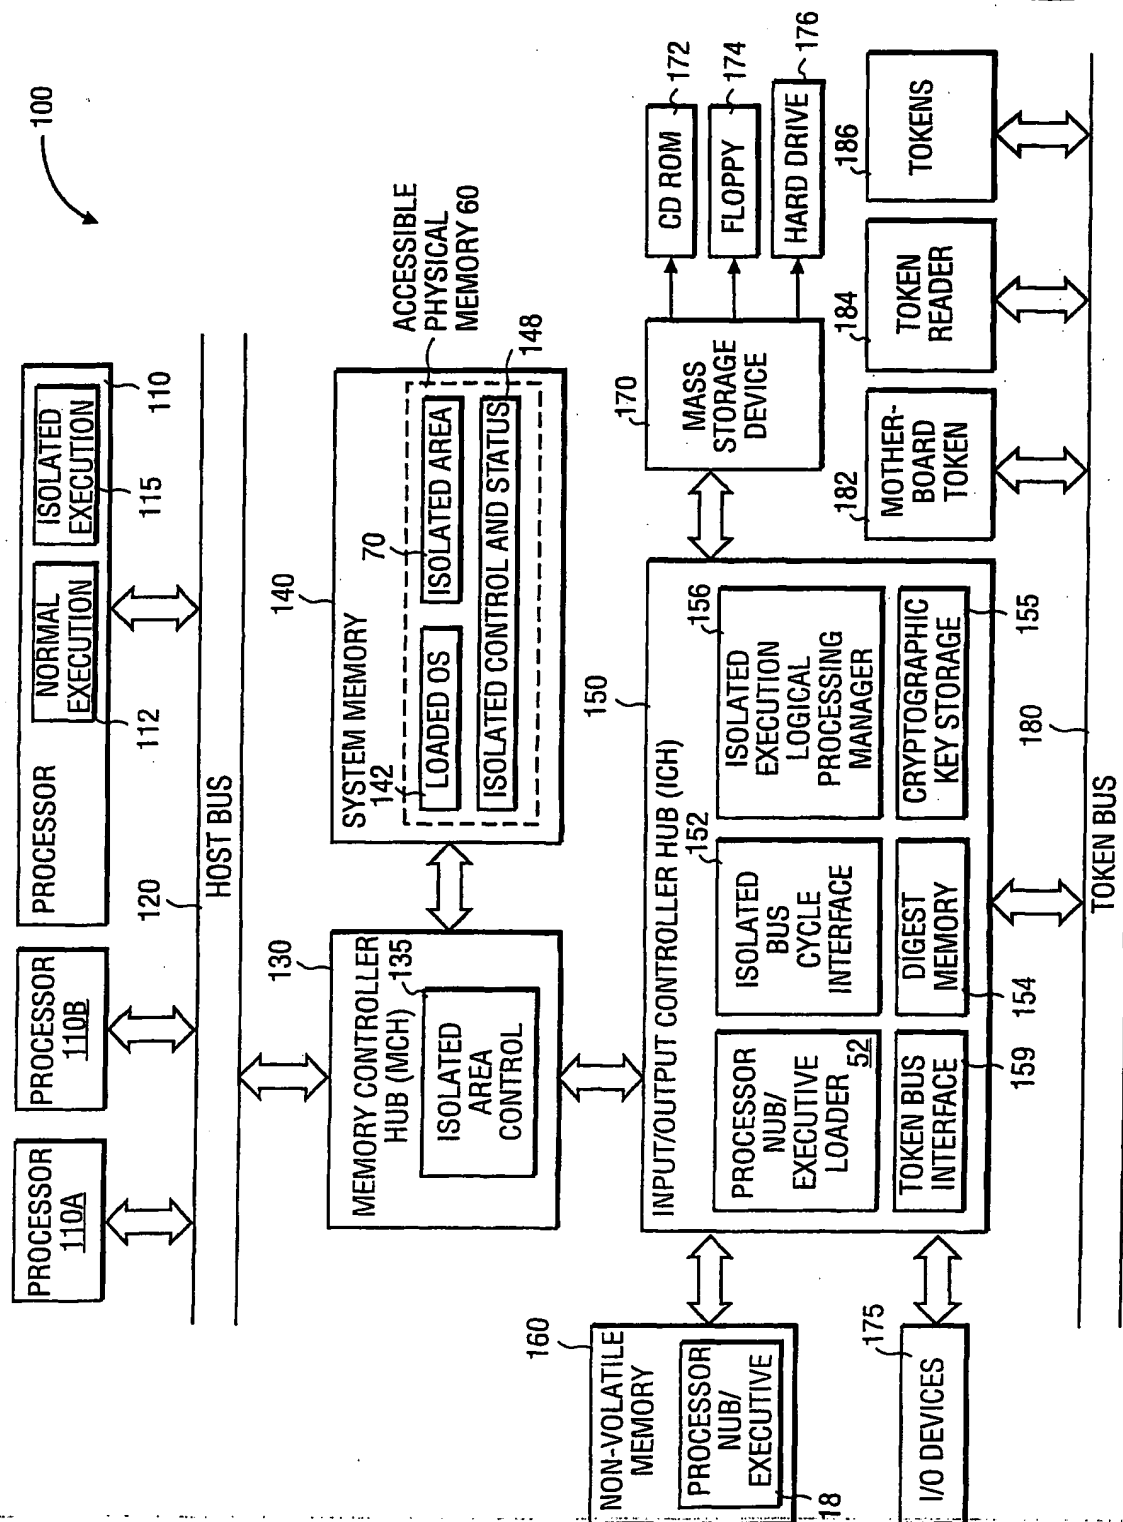 100
PROCESSOR
110A
PROCESSOR
110B
PROCESSOR
NORMAL
EXECUTION
112
ISOLATED
EXECUTION
115
110
120
HOST BUS
130
MEMORY CONTROLLER
HUB (MCH)
135
ISOLATED
AREA
CONTROL
140
SYSTEM MEMORY
142
LOADED OS
70
ISOLATED AREA
ISOLATED CONTROL AND STATUS
148
ACCESSIBLE
PHYSICAL
MEMORY 60
160
NON-VOLATILE
MEMORY
PROCESSOR
NUB/
EXECUTIVE
18
175
I/O DEVICES
150
INPUT/OUTPUT CONTROLLER HUB (ICH)
PROCESSOR
NUB/
EXECUTIVE
LOADER
52
152
ISOLATED
BUS
CYCLE
INTERFACE
156
ISOLATED
EXECUTION
LOGICAL
PROCESSING
MANAGER
TOKEN BUS
INTERFACE
159
DIGEST
MEMORY
154
CRYPTOGRAPHIC
KEY STORAGE
155
170
MASS
STORAGE
DEVICE
CD ROM
172
FLOPPY
174
HARD DRIVE
176
182
MOTHER-
BOARD
TOKEN
184
TOKEN
READER
186
TOKENS
180
TOKEN BUS